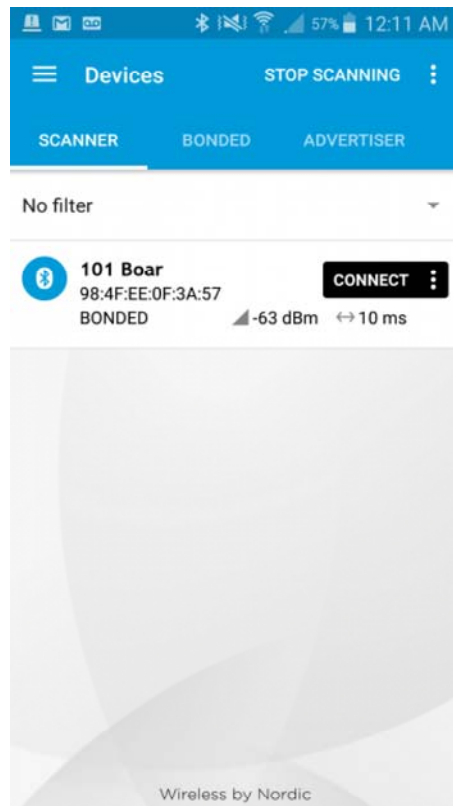 57% 12:11 AM
Devices STOP SCANNING
SCANNER BONDED ADVERTISER
No filter
101 Boar
98:4F:EE:0F:3A:57 CONNECT
BONDED -63 dBm 10 ms
Wireless by Nordic